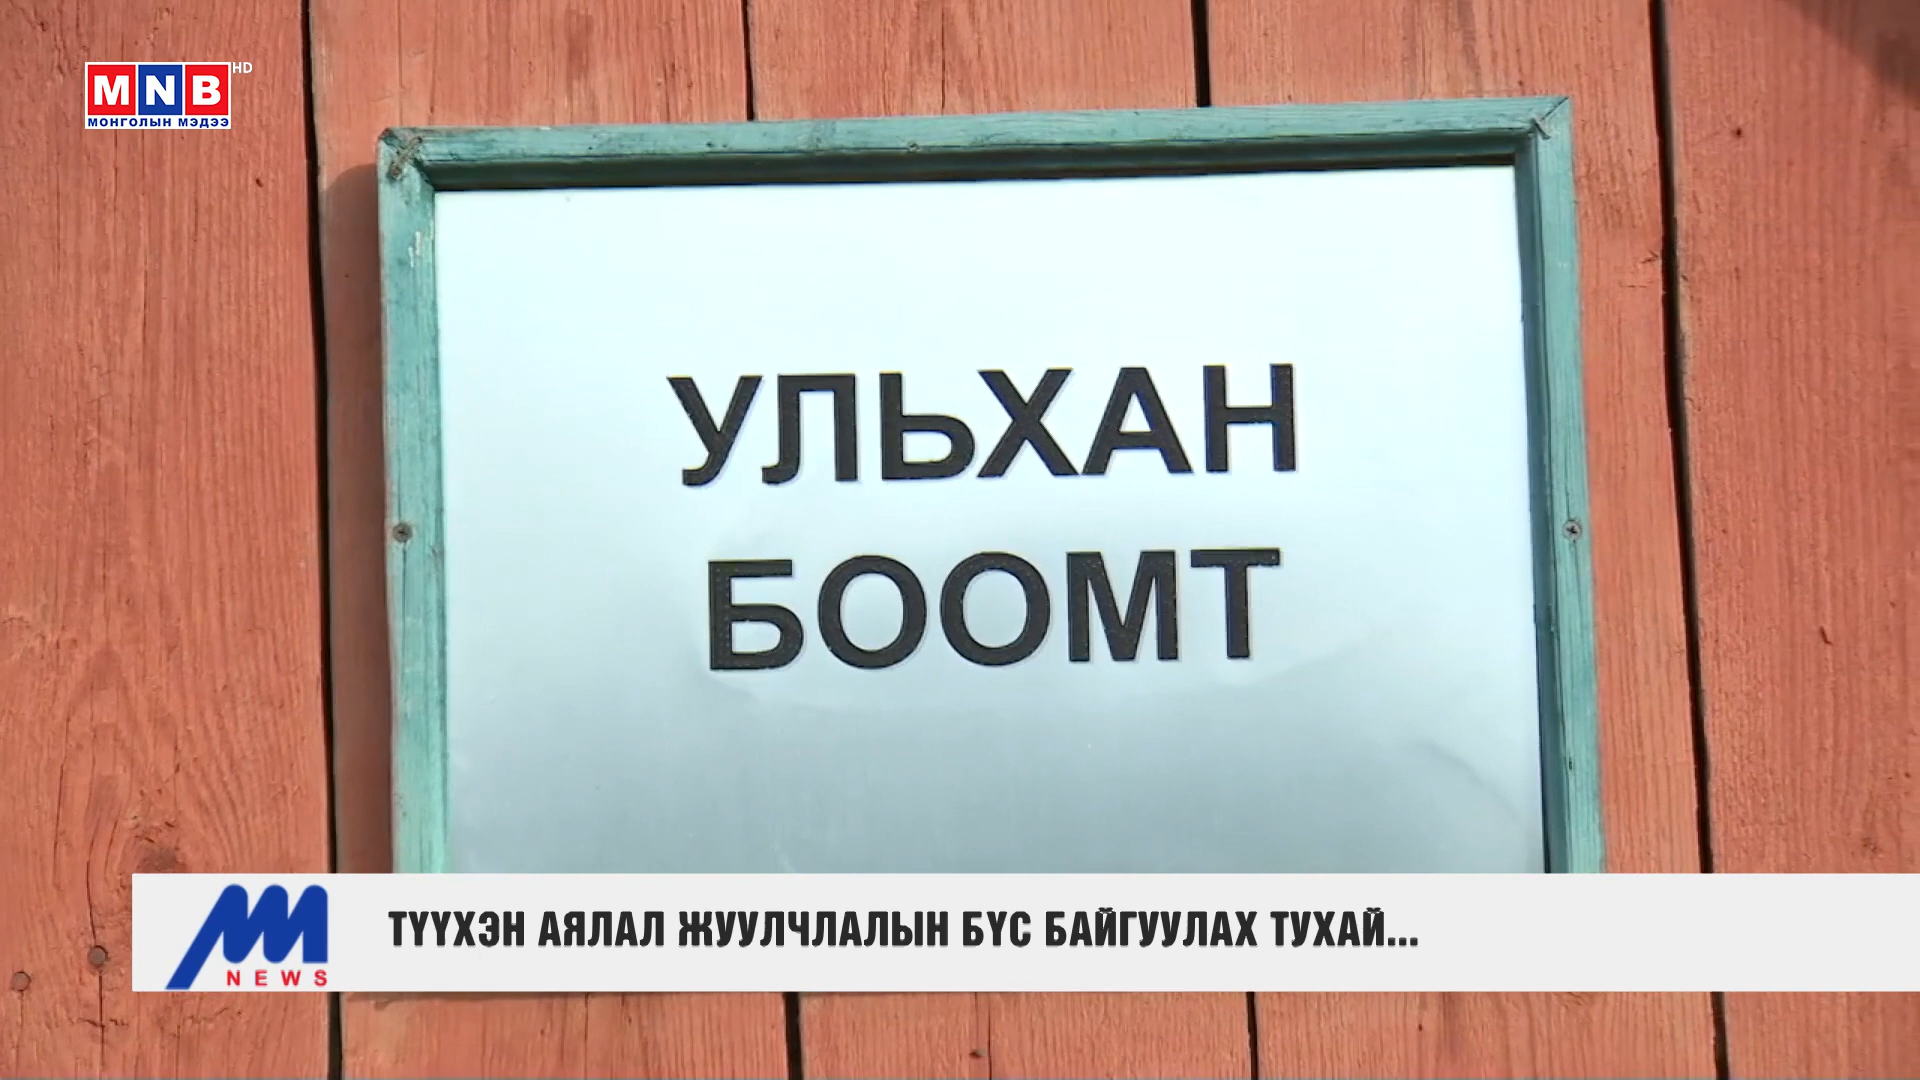 MNB HD
МОНГОЛЫН МЭДЭЭ
УЛЬХАН
БООМТ
NEWS
ТҮҮХЭН АЯЛАЛ ЖУУЛЧЛАЛЫН БҮС БАЙГУУЛАХ ТУХАЙ...